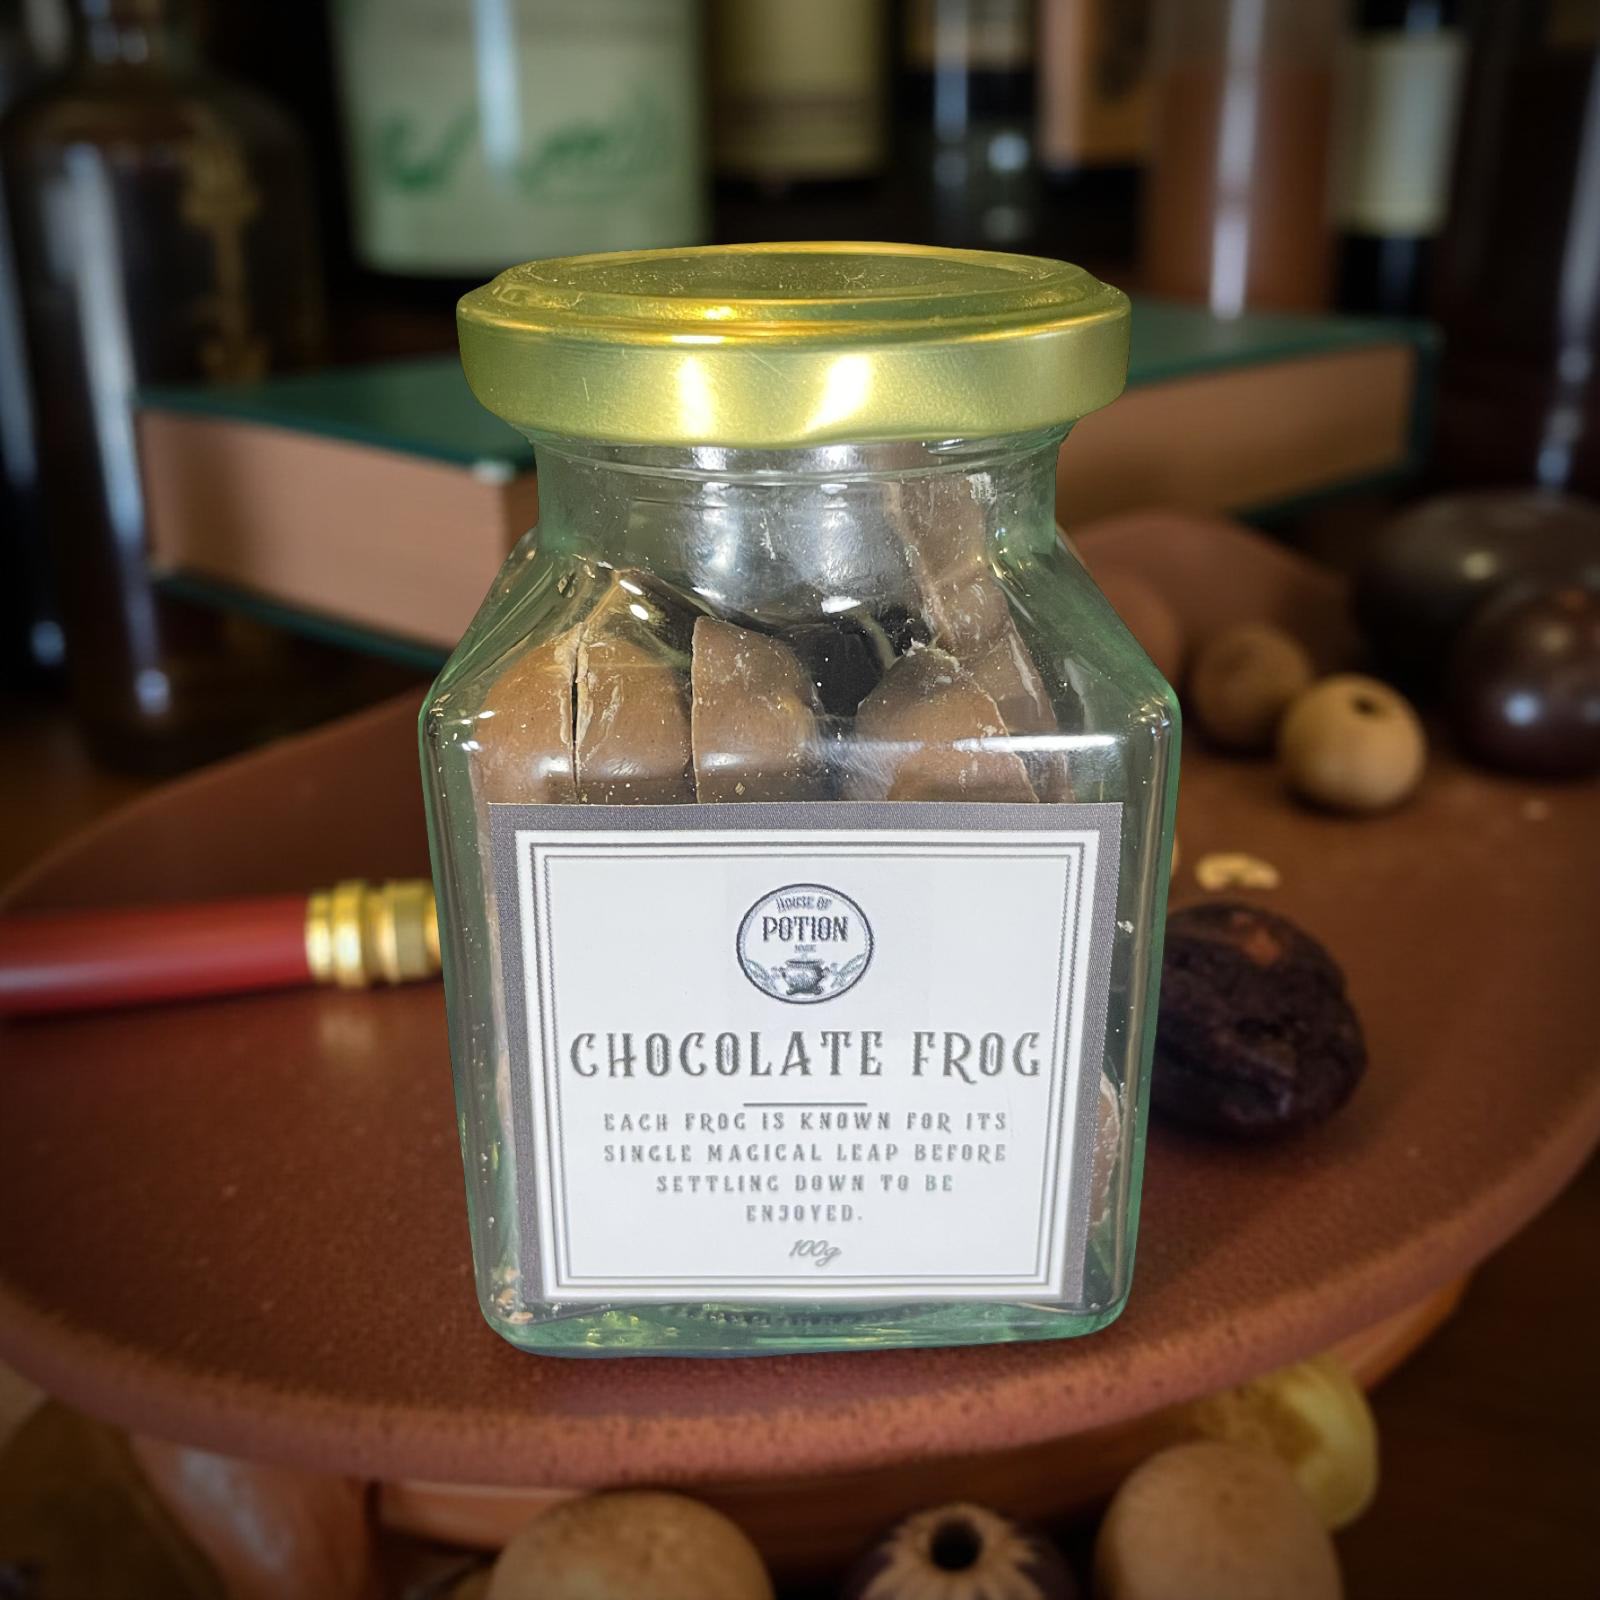 HOUSE OF
POTION
CHOCOLATE FROG
EACH FROG IS KNOWN FOR ITS
SINGLE MAGICAL LEAP BEFORE
SETTLING DOWN TO BE
ENJOYED.
100g